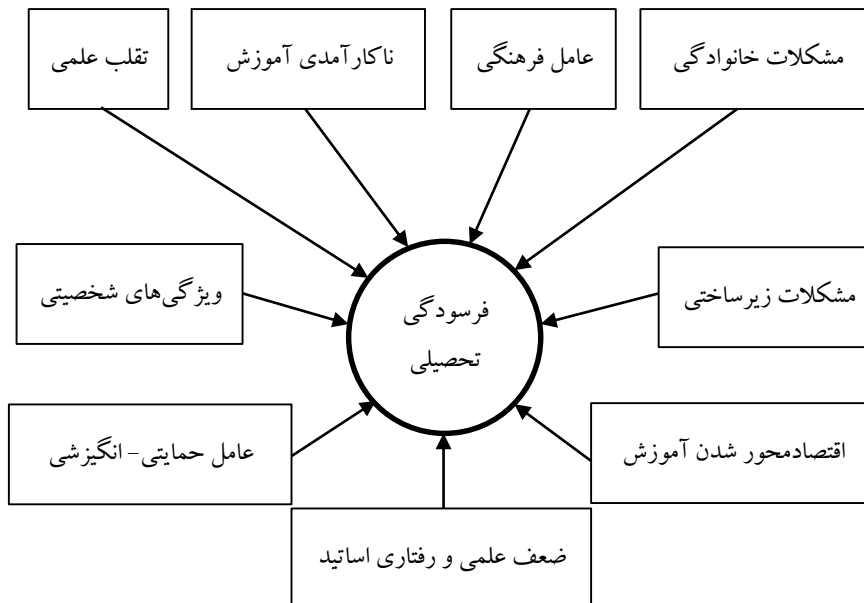 مشکلات خانوادگی
عامل فرهنگی
ناکارآمدی آموزش
تقلب علمی
مشکلات زیرساختی
فرسودگی
تحصیلی
ویژگی‌های شخصیتی
اقتصادمحور شدن آموزش
عامل حمایتی- انگیزشی
ضعف علمی و رفتاری اساتید